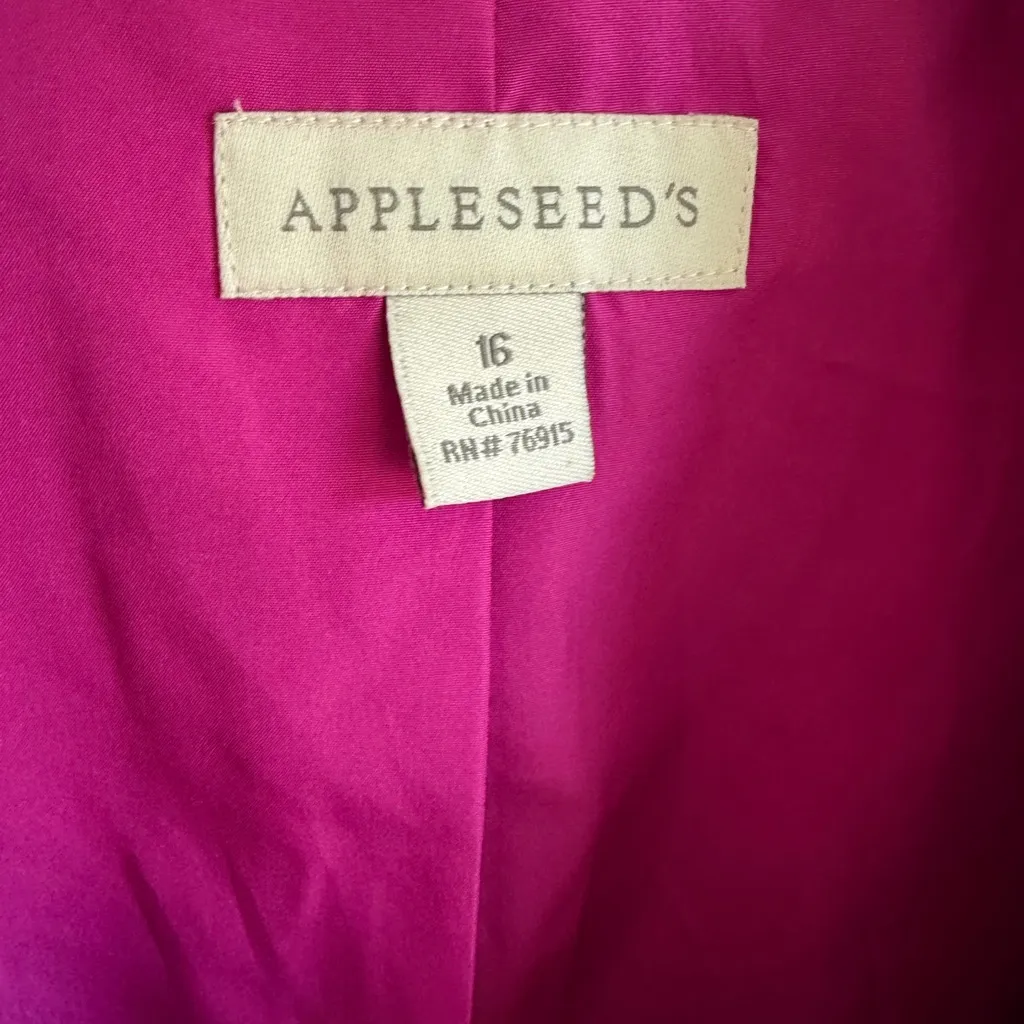 APPLESEED'S
16
Made in
China
RN# 76915